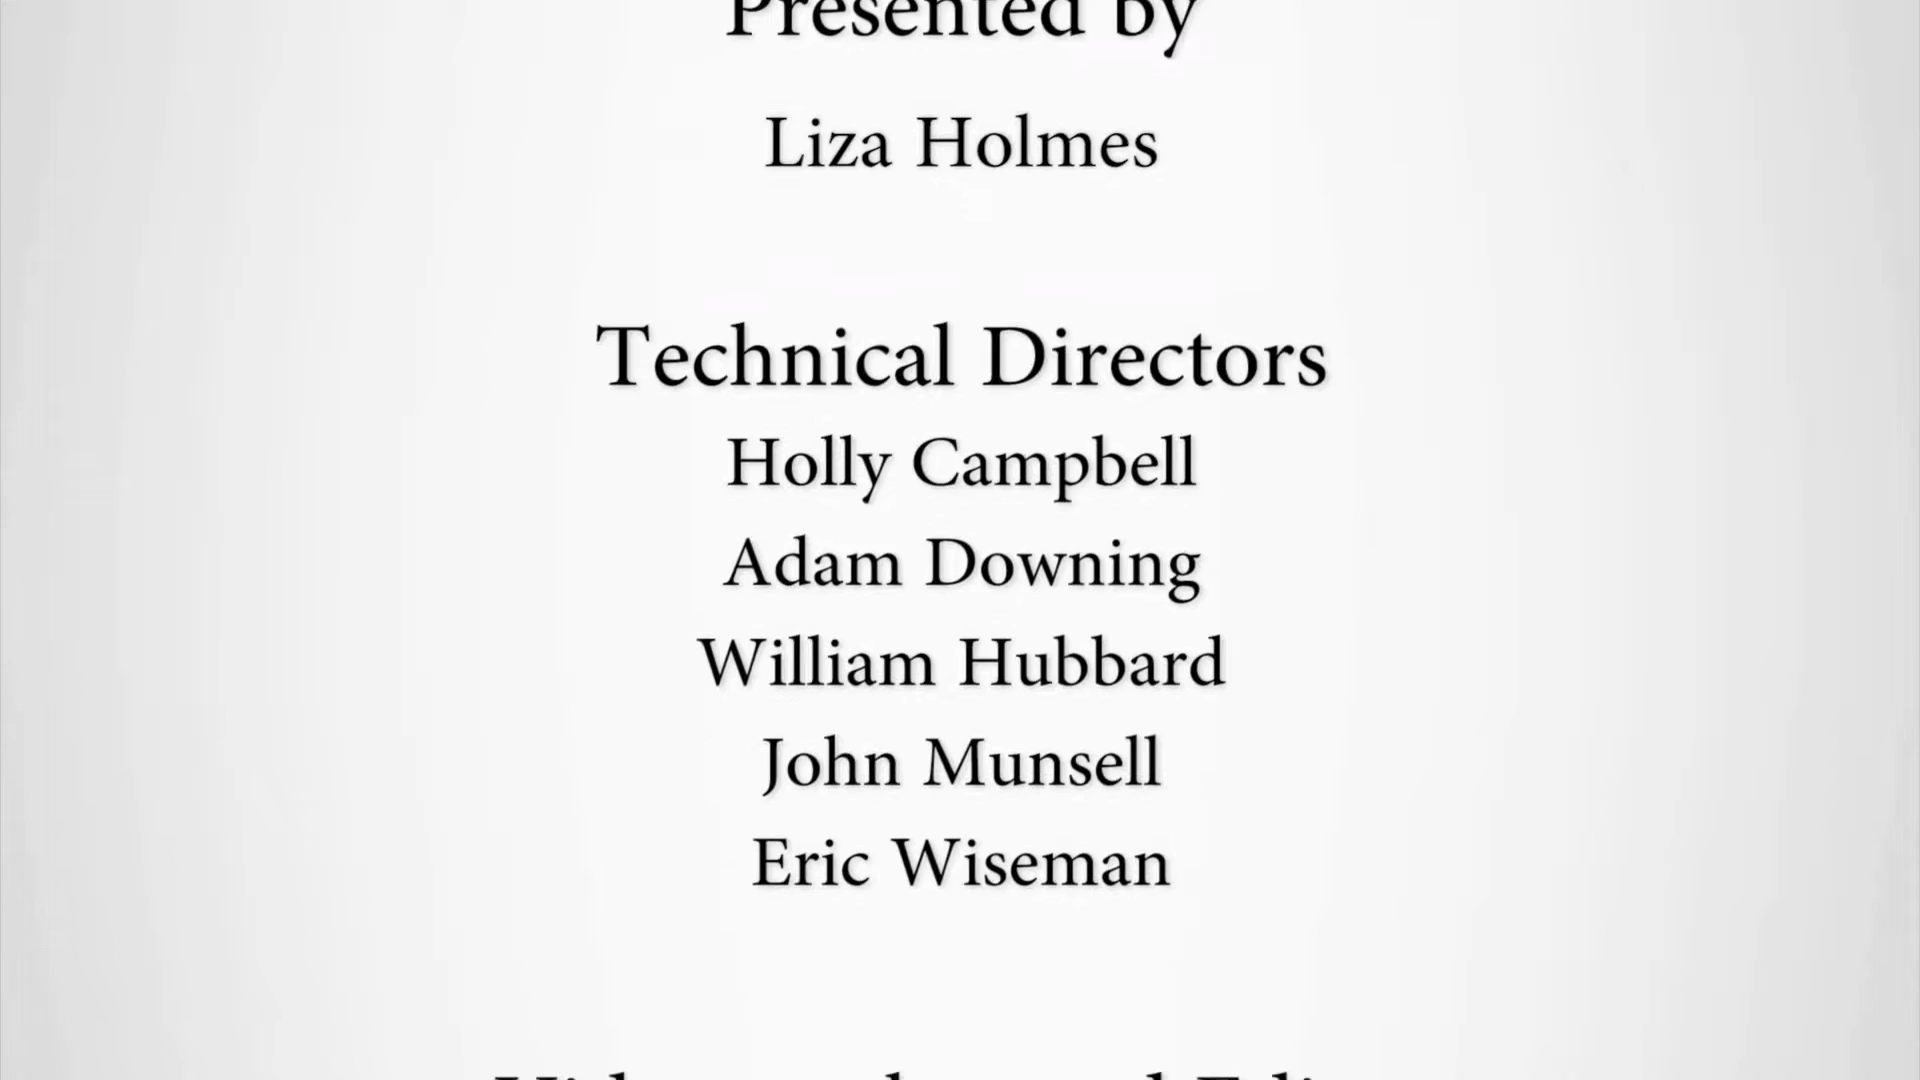 Presented by
Liza Holmes
Technical Directors
Holly Campbell
Adam Downing
William Hubbard
John Munsell
Eric Wiseman